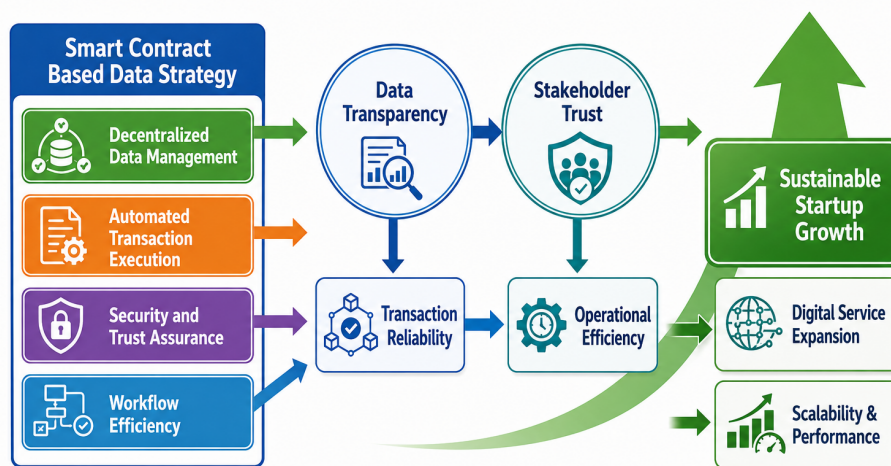 Smart Contract
Based Data Strategy
Decentralized
Data Management
Automated
Transaction
Execution
Security and
Trust Assurance
Workflow
Efficiency
Data
Transparency
Stakeholder
Trust
Transaction
Reliability
Operational
Efficiency
Sustainable
Startup
Growth
Digital Service
Expansion
Scalability &
Performance